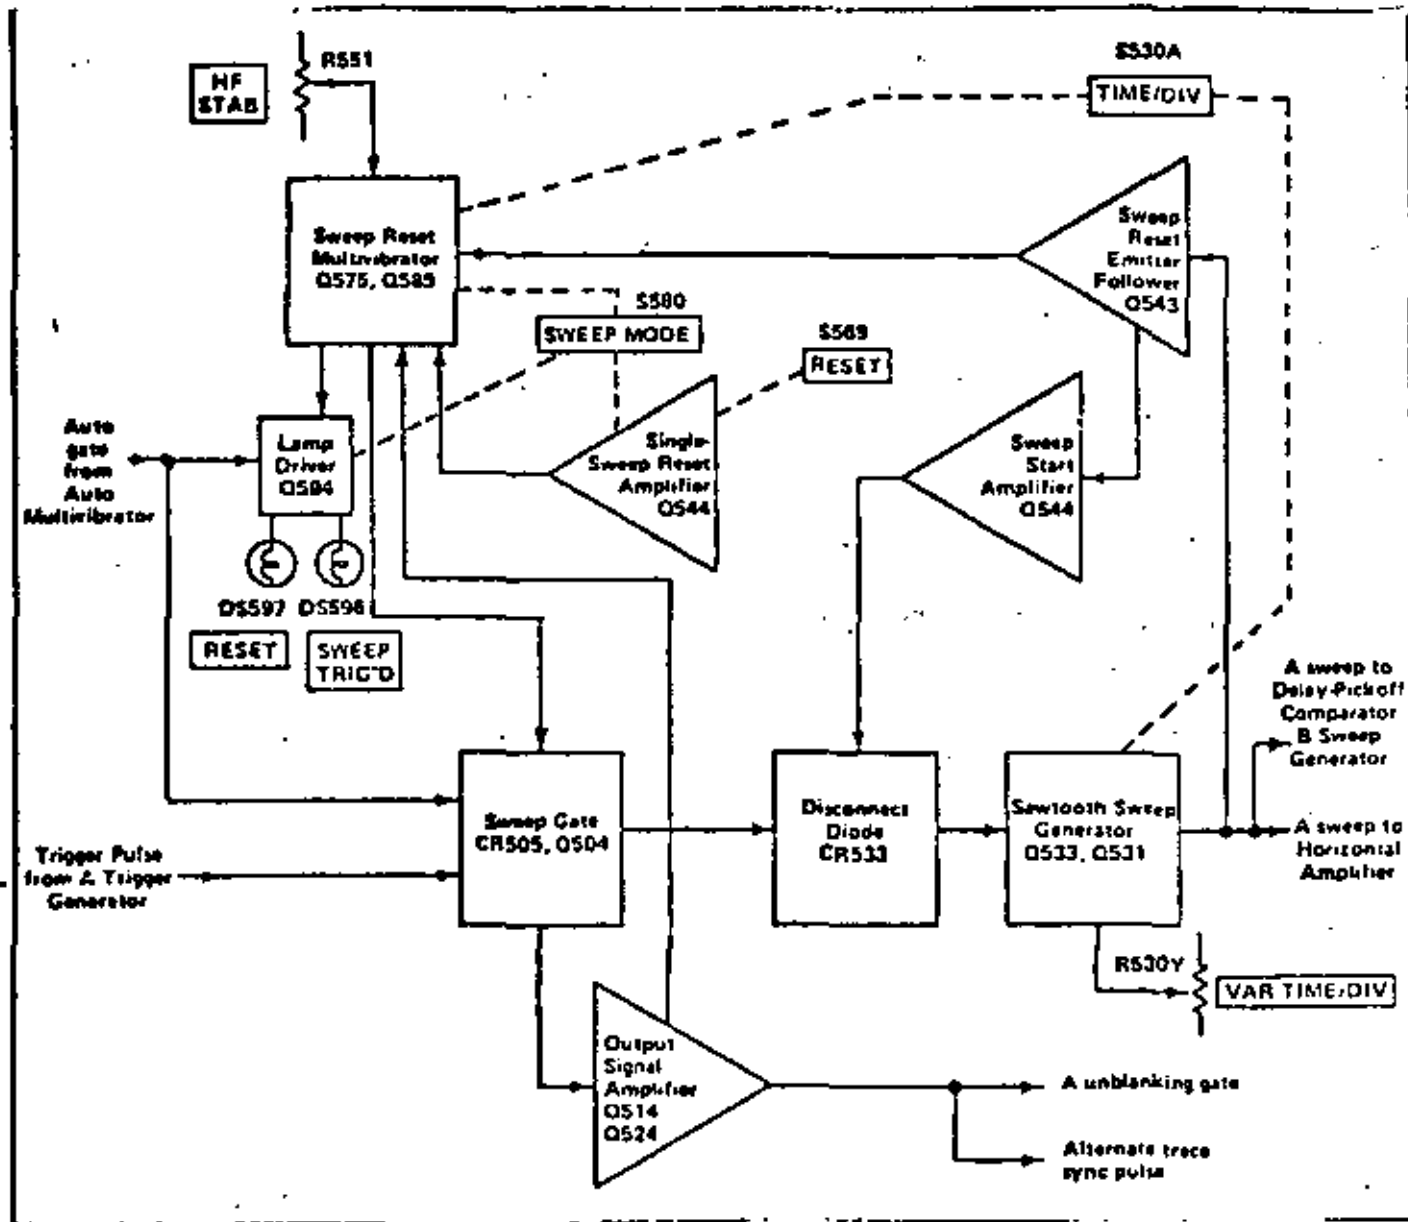 R551
HF
STAB
S530A
TIME/DIV
Sweep Reset
Multivibrator
Q575, Q585
Sweep
Reset
Emitter
Follower
Q543
S580
SWEEP MODE
S569
RESET
Auto
gate
from
Auto
Multivibrator
Lamp
Driver
Q594
Single-
Sweep Reset
Amplifier
Q544
Sweep
Start
Amplifier
Q544
DS597
DS596
RESET
SWEEP
TRIG'D
A sweep to
Delay-Pickoff
Comparator
B Sweep
Generator
Sweep Gate
CR505, Q504
Disconnect
Diode
CR533
Sawtooth Sweep
Generator
Q533, Q531
A sweep to
Horizontal
Amplifier
Trigger Pulse
from A Trigger
Generator
R530Y
VAR TIME/DIV
Output
Signal
Amplifier
Q514
Q524
A unblanking gate
Alternate trace
sync pulse